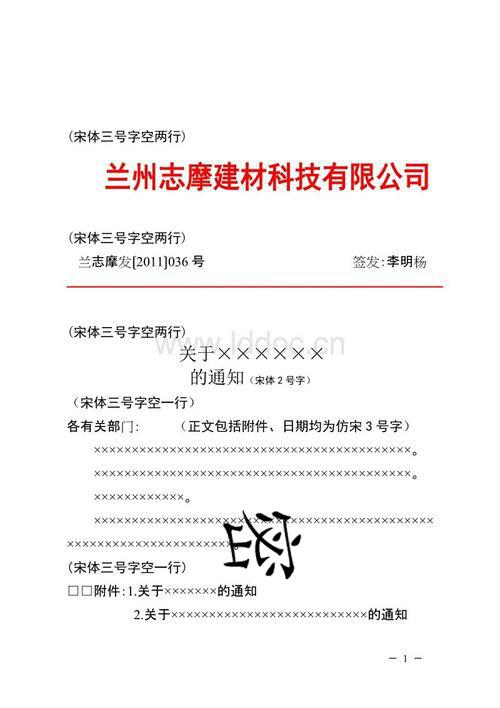 (宋体三号字空两行)
兰州志摩建材科技有限公司
(宋体三号字空两行)
兰志摩发[2011]036 号 签发:李明杨
(宋体三号字空两行)
www.lddoc.cn
关于××××××
的通知(宋体 2 号字)
(宋体三号字空一行)
各有关部门: (正文包括附件、日期均为仿宋 3 号字)
××××××××××××××××××××××××××××××××××××××××××。
××××××××××××××××××××××××××××××××××××××××××。
××××××××××××。
×××××××××××××××××××××××××××××××××××××××××××××
××××××××××××××××××××××。
密
(宋体三号字空一行)
□□附件:1.关于×××××××的通知
2.关于××××××××××××××××××××××××××的通知
－ 1 －